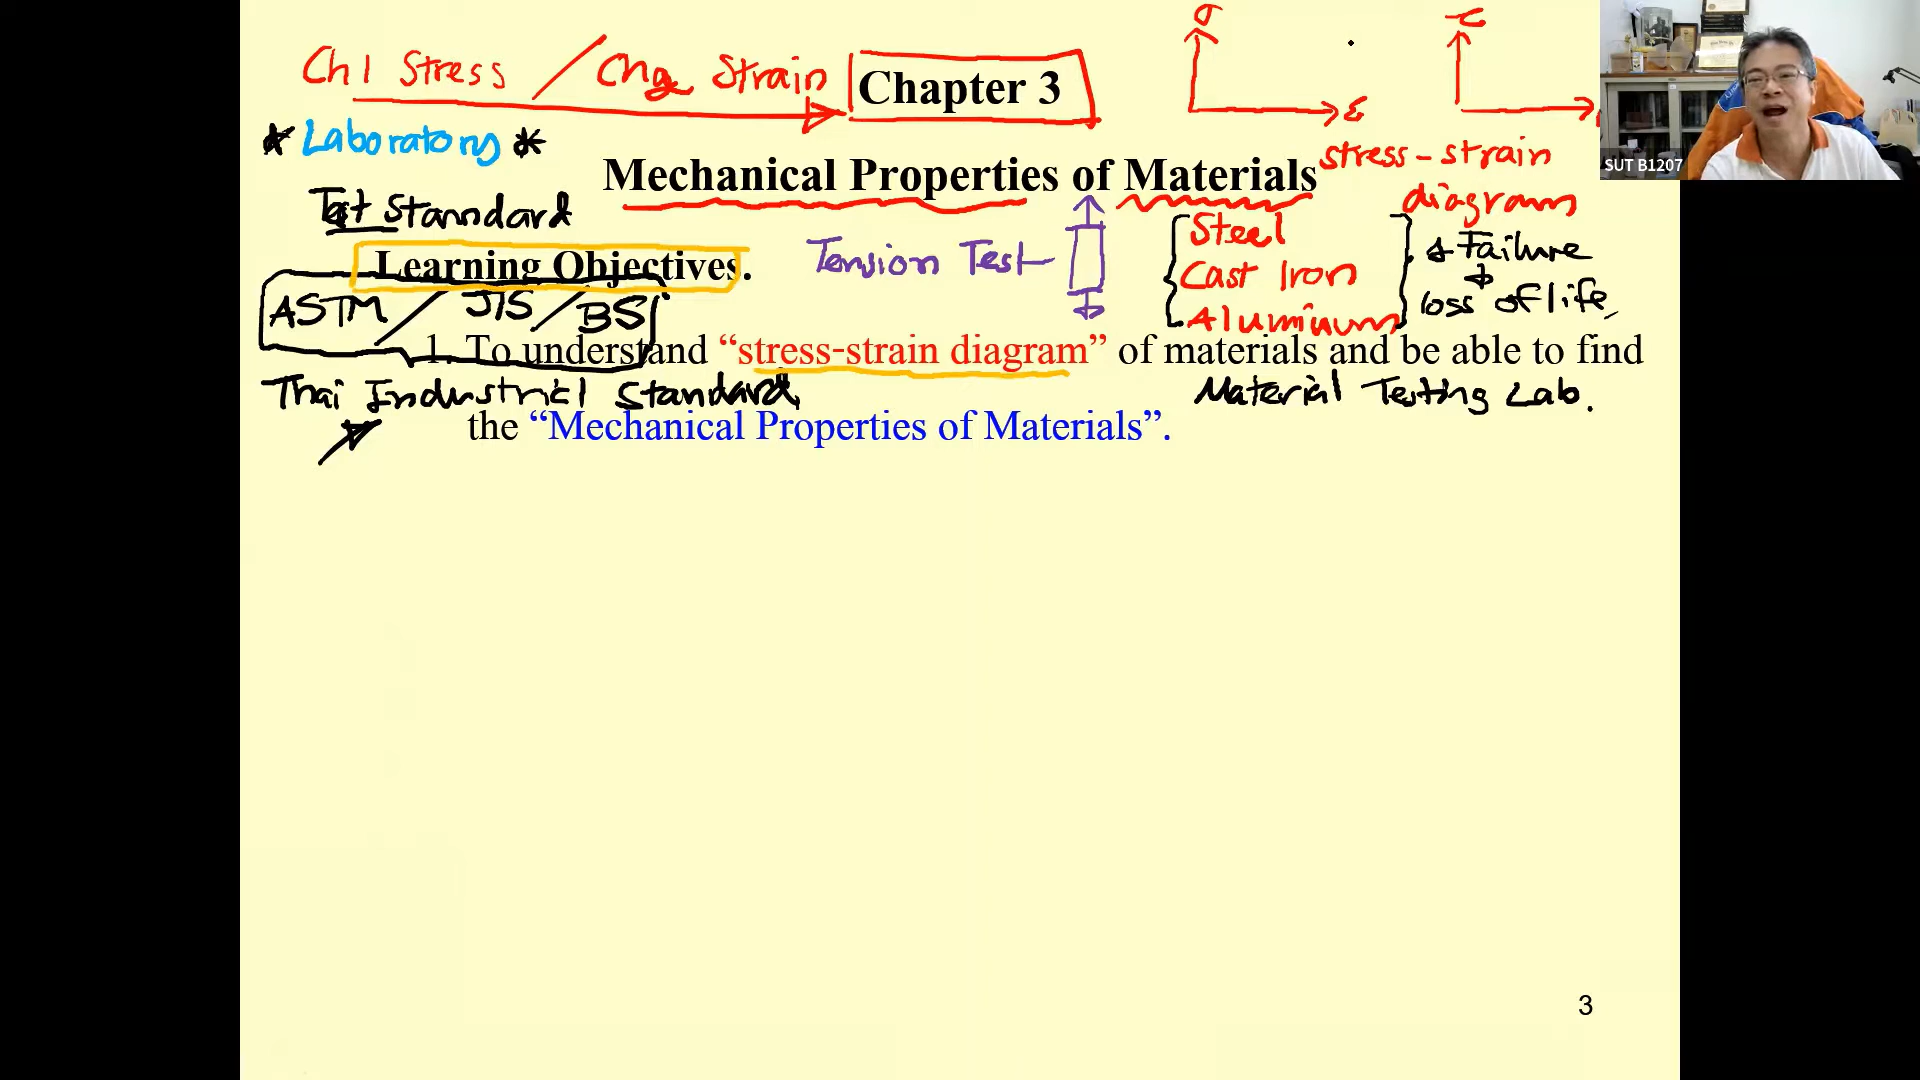 Ch1 Stress / Ch2 Strain
Chapter 3
σ
ε
τ
* Laboratory *
SUT B1207
Mechanical Properties of Materials
stress-strain
diagrams
Test Standard
Learning Objectives.
Tension Test
Steel
Cast Iron
Aluminum
Failure
loss of life,
ASTM / JIS / BS
1. To understand “stress-strain diagram” of materials and be able to find
Thai Industrial Standard,
Material Testing Lab.
the “Mechanical Properties of Materials”.
3